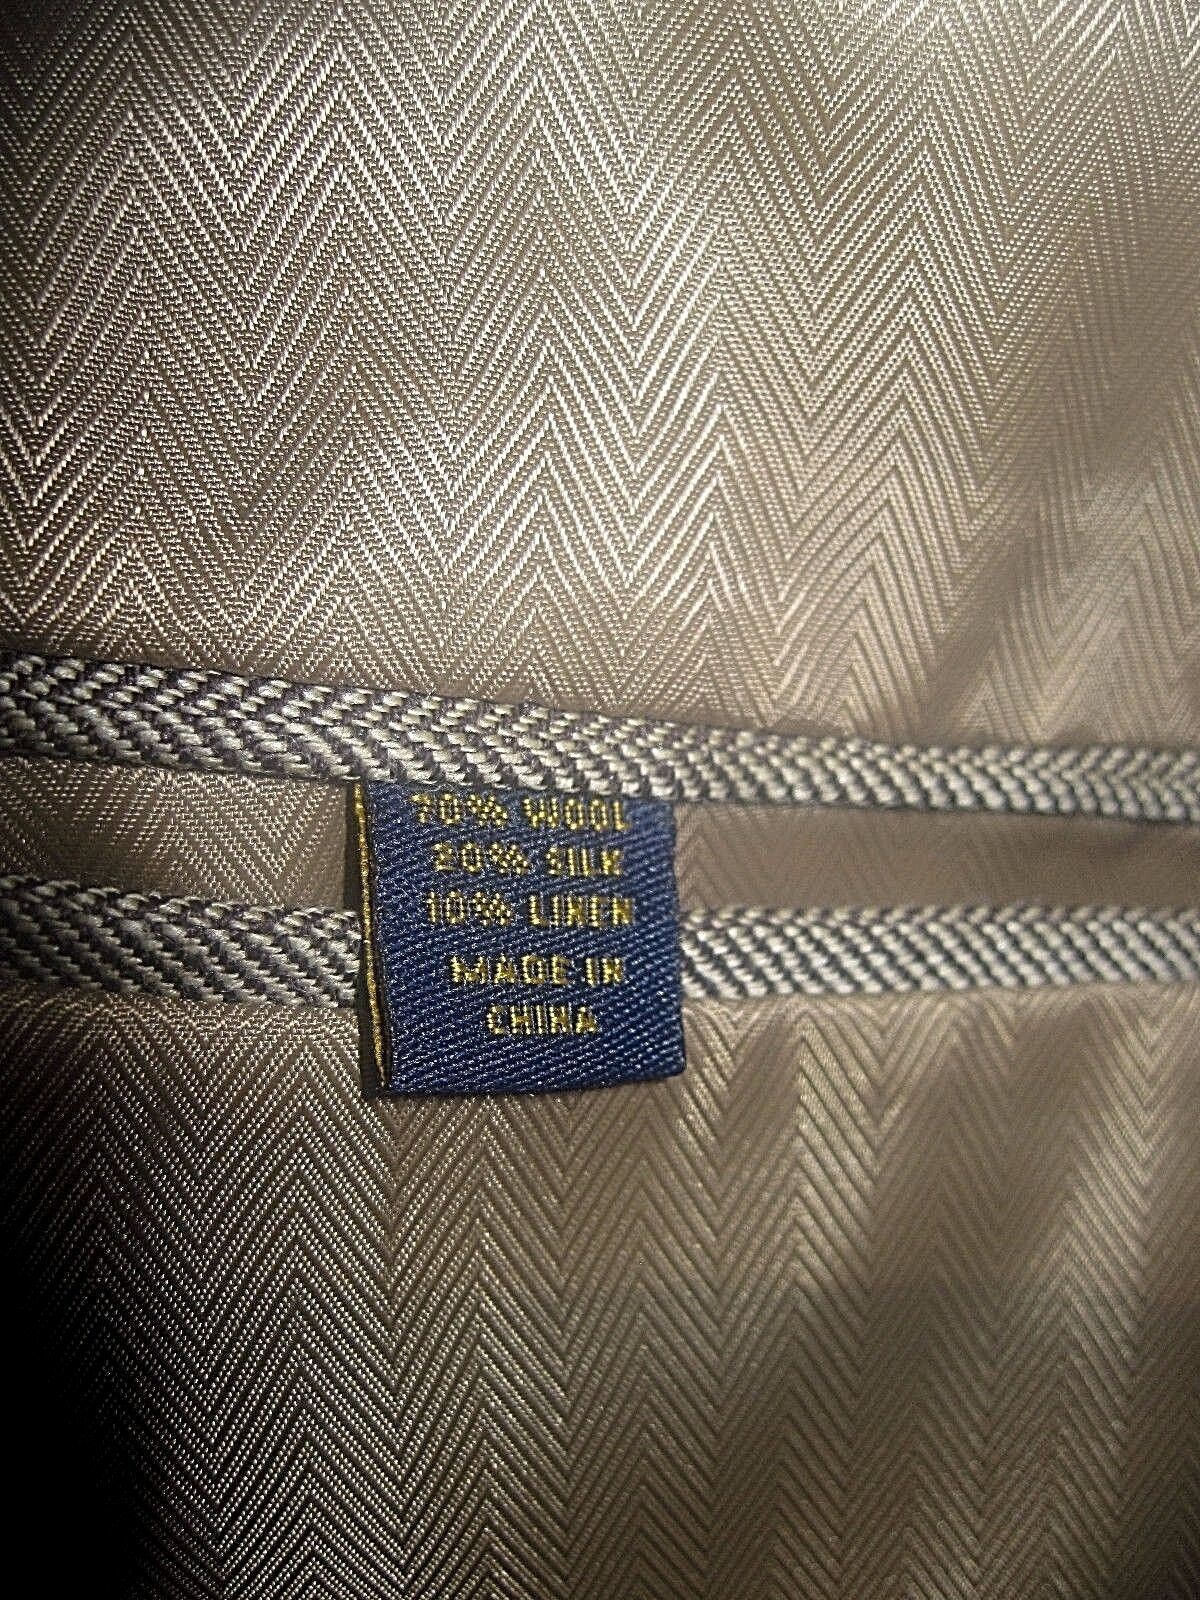 70% WOOL
20% SILK
10% LINEN
MADE IN
CHINA